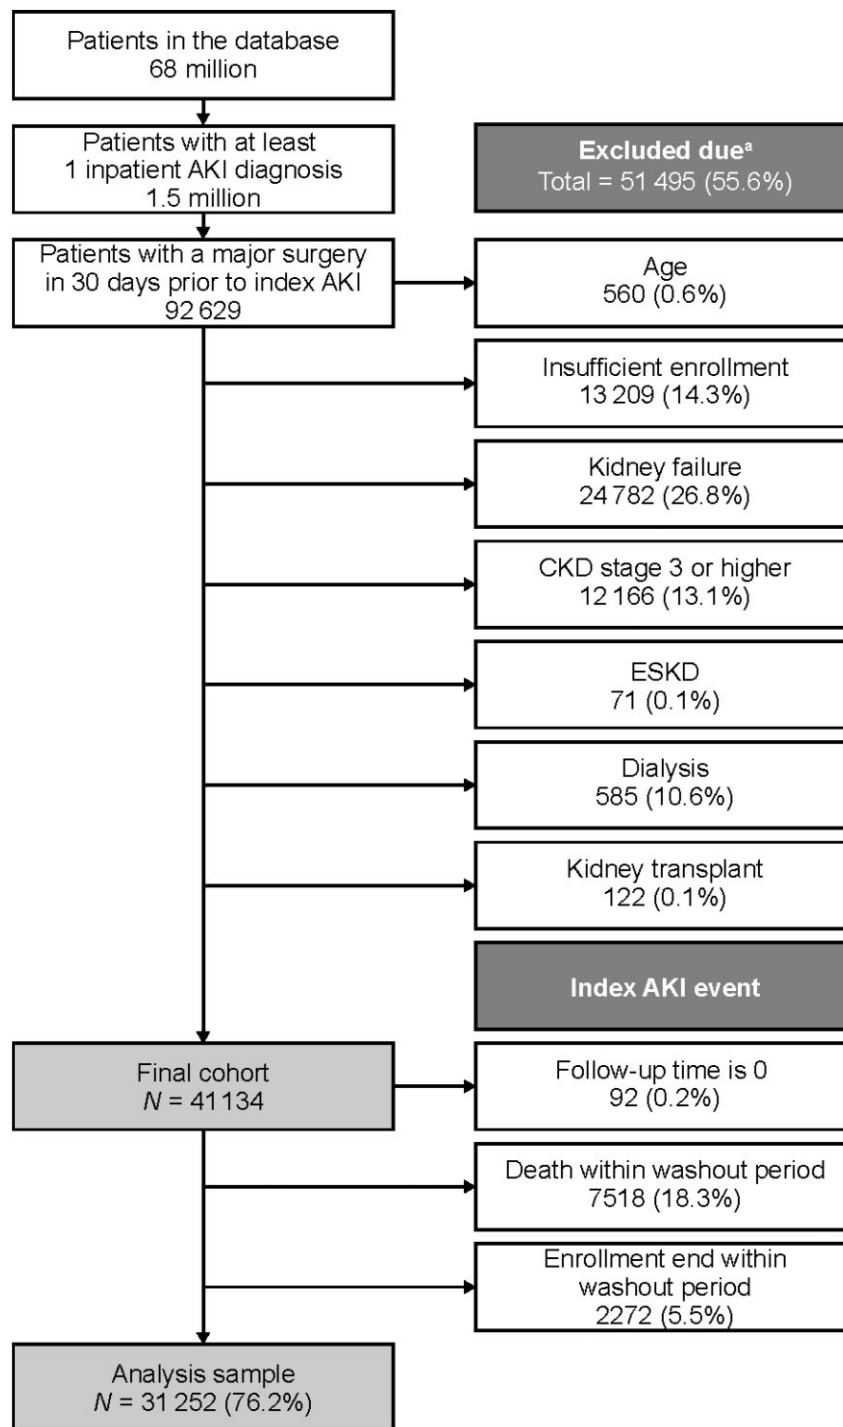 Patients in the database
68 million
Patients with at least
1 inpatient AKI diagnosis
1.5 million
Excluded dueᵃ
Total = 51 495 (55.6%)
Patients with a major surgery
in 30 days prior to index AKI
92 629
Age
560 (0.6%)
Insufficient enrollment
13 209 (14.3%)
Kidney failure
24 782 (26.8%)
CKD stage 3 or higher
12 166 (13.1%)
ESKD
71 (0.1%)
Dialysis
585 (10.6%)
Kidney transplant
122 (0.1%)
Index AKI event
Final cohort
N = 41 134
Follow-up time is 0
92 (0.2%)
Death within washout period
7518 (18.3%)
Enrollment end within
washout period
2272 (5.5%)
Analysis sample
N = 31 252 (76.2%)